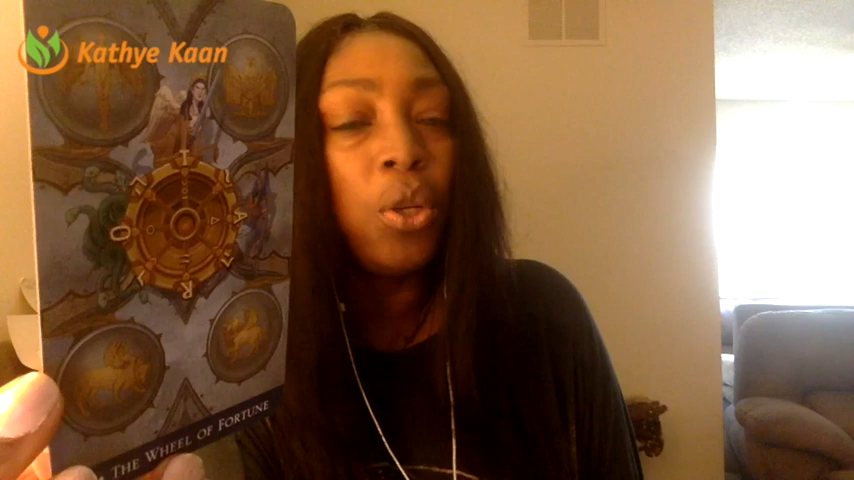 Kathye Kaan
T
A
R
O
THE WHEEL OF FORTUNE